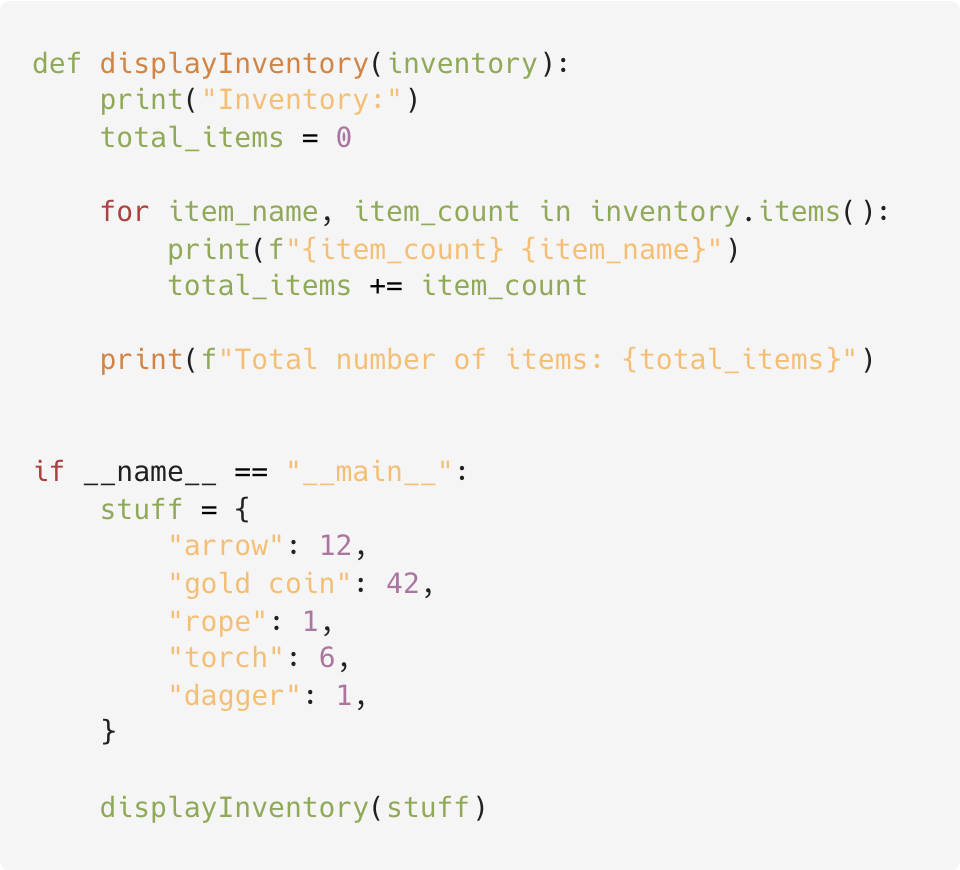 def displayInventory(inventory):
    print("Inventory:")
    total_items = 0

    for item_name, item_count in inventory.items():
        print(f"{item_count} {item_name}")
        total_items += item_count

    print(f"Total number of items: {total_items}")


if __name__ == "__main__":
    stuff = {
        "arrow": 12,
        "gold coin": 42,
        "rope": 1,
        "torch": 6,
        "dagger": 1,
    }

    displayInventory(stuff)